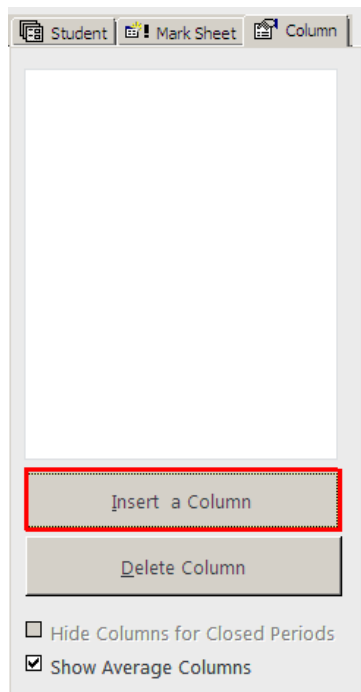 Student Mark Sheet Column
Insert a Column
Delete Column
Hide Columns for Closed Periods
Show Average Columns